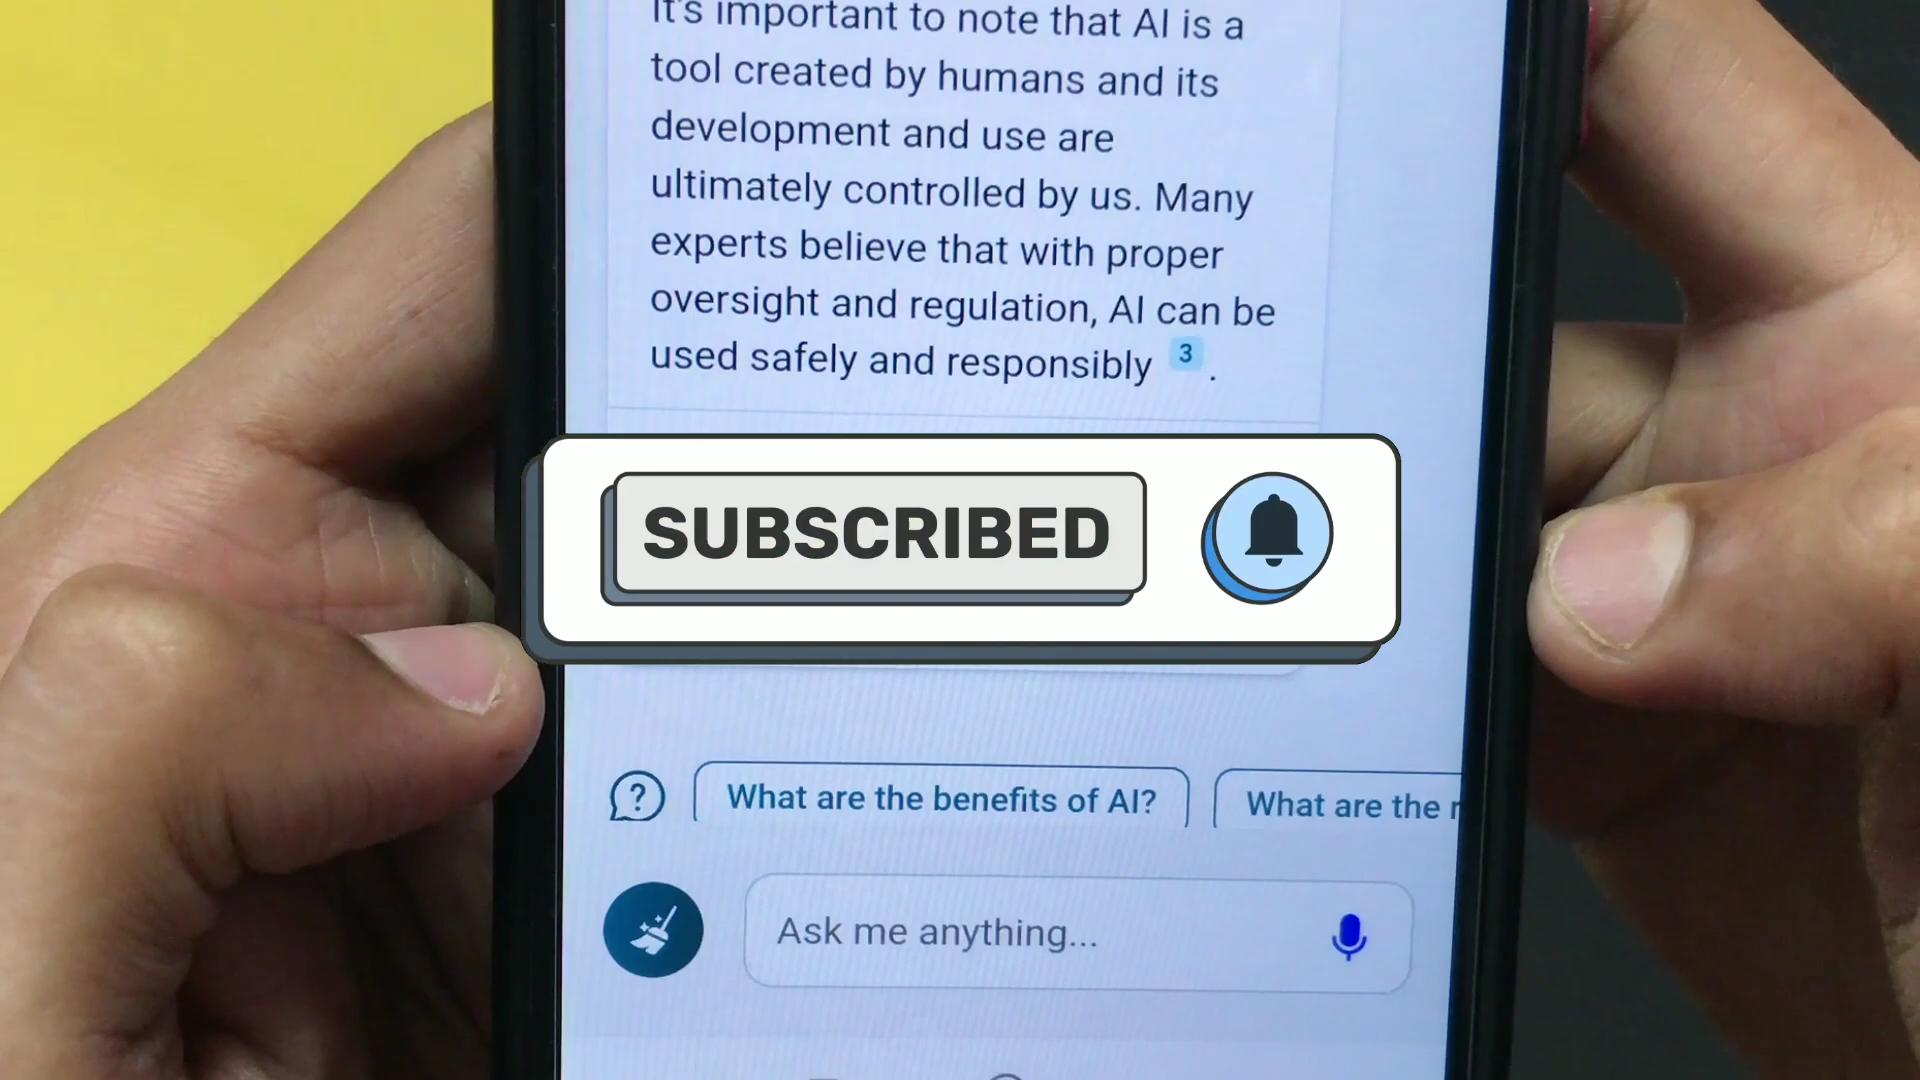 It's important to note that AI is a
tool created by humans and its
development and use are
ultimately controlled by us. Many
experts believe that with proper
oversight and regulation, AI can be
used safely and responsibly 3 .
SUBSCRIBED
What are the benefits of AI?
What are the
Ask me anything...